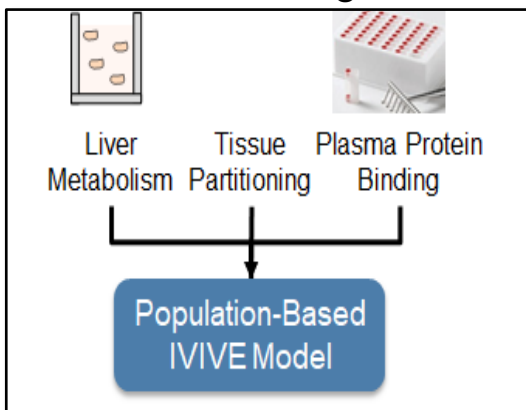 Liver
Metabolism
Tissue
Partitioning
Plasma Protein
Binding
Population-Based
IVIVE Model